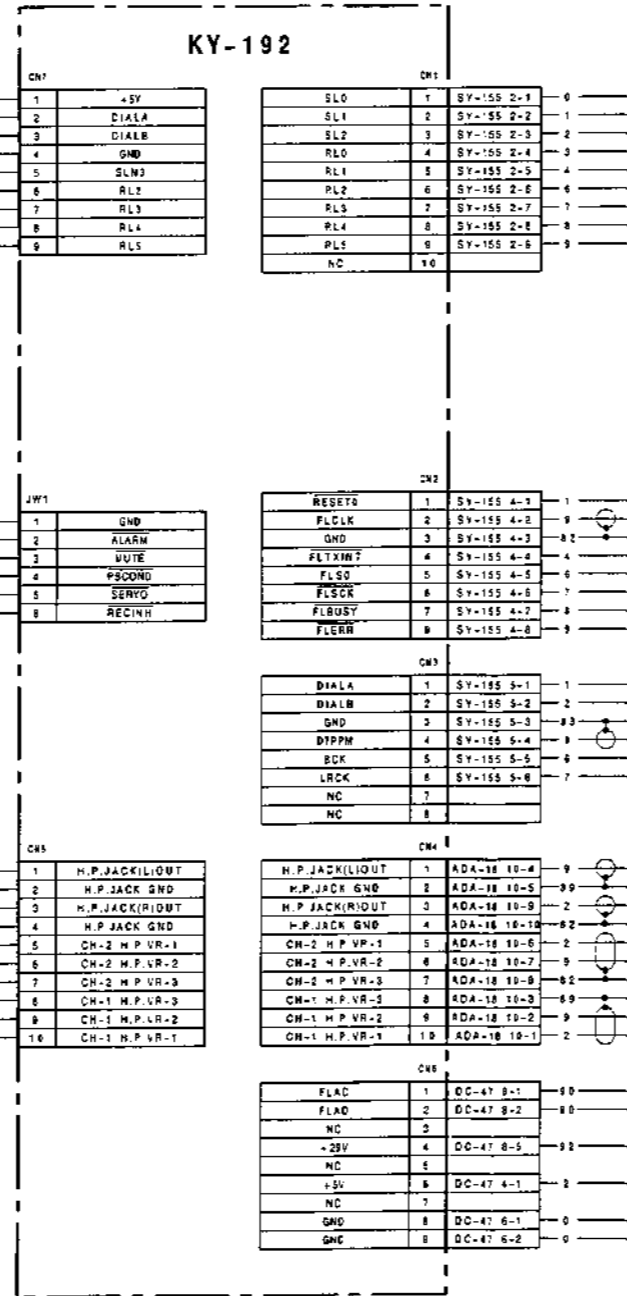 KY-192
CN7
1 +5V
2 DIALA
3 DIALB
4 GND
5 SLN3
6 RL2
7 RL3
8 RL4
9 RL5
CN1
SL0 1 SY-155 2-1 0
SL1 2 SY-155 2-2 1
SL2 3 SY-155 2-3 2
RL0 4 SY-155 2-4 3
RL1 5 SY-155 2-5 4
RL2 6 SY-155 2-6 6
RL3 7 SY-155 2-7 7
RL4 8 SY-155 2-8 8
RL5 9 SY-155 2-9 9
NC 10
JW1
1 GND
2 ALARM
3 MUTE
4 PSCOND
5 SERVO
6 RECINH
CN2
RESET0 1 SY-155 4-1 1
FLCLK 2 SY-155 4-2 9
GND 3 SY-155 4-3 82
FLTXINT 4 SY-155 4-4 4
FLSO 5 SY-155 4-5 6
FLSCK 6 SY-155 4-6 7
FLBUSY 7 SY-155 4-7 8
FLERR 8 SY-155 4-8 9
CN3
DIALA 1 SY-155 5-1 1
DIALB 2 SY-155 5-2 2
GND 3 SY-155 5-3 83
DTPPM 4 SY-155 5-4 9
BCK 5 SY-155 5-5 6
LRCK 6 SY-155 5-6 7
NC 7
NC 8
CN5
1 H.P.JACK(L)OUT
2 H.P.JACK GND
3 H.P.JACK(R)OUT
4 H.P JACK GND
5 CH-2 H P VR-1
6 CH-2 H.P.VR-2
7 CH-2 H P VR-3
8 CH-1 H.P.VR-3
9 CH-1 H.P.VR-2
10 CH-1 H.P VR-1
CN4
H.P.JACK(L)OUT 1 ADA-18 10-4 9
H.P.JACK GND 2 ADA-18 10-5 89
H.P JACK(R)OUT 3 ADA-18 10-9 2
H.P JACK GND 4 ADA-18 10-10 82
CH-2 H P VR-1 5 ADA-18 10-6 2
CH-2 H P VR-2 6 ADA-18 10-7 9
CH-2 H P VR-3 7 ADA-18 10-8 82
CH-1 H.P.VR-3 8 ADA-18 10-3 89
CH-1 H P VR-2 9 ADA-18 10-2 9
CH-1 H.P.VR-1 10 ADA-18 10-1 2
CN6
FLAC 1 DC-47 8-1 90
FLAD 2 DC-47 8-2 80
NC 3
+29V 4 DC-47 8-5 92
NC 5
+5V 6 DC-47 4-1 2
NC 7
GND 8 DC-47 6-1 0
GND 9 DC-47 6-2 0